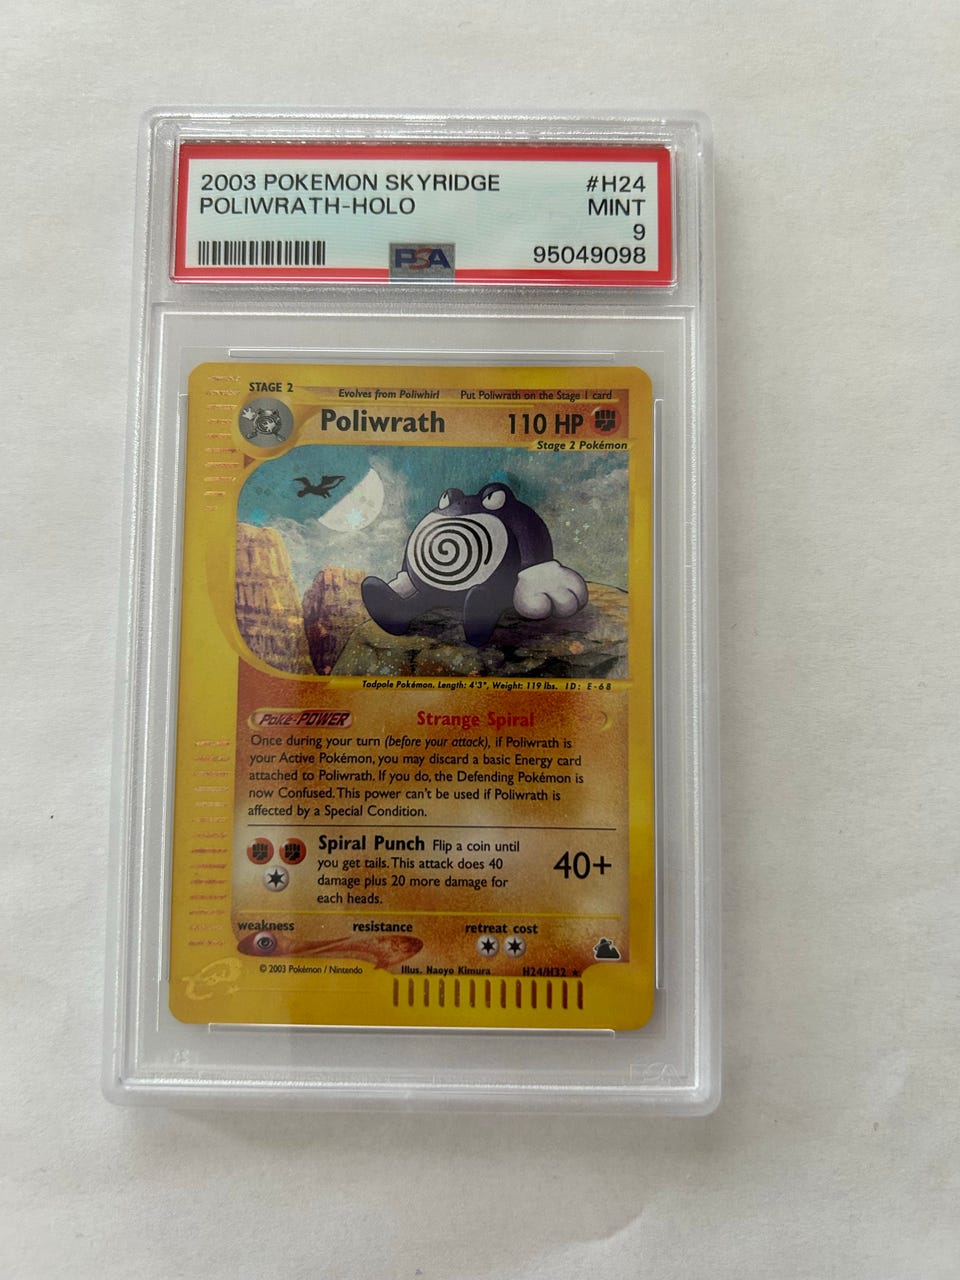 2003 POKEMON SKYRIDGE #H24
POLIWRATH-HOLO MINT
9
PSA 95049098
STAGE 2 Evolves from Poliwhirl Put Poliwrath on the Stage 1 card
Poliwrath 110 HP
Stage 2 Pokémon
Tadpole Pokémon. Length: 4'3", Weight: 119 lbs. ID: E-68
Poké-POWER Strange Spiral
Once during your turn (before your attack), if Poliwrath is
your Active Pokémon, you may discard a basic Energy card
attached to Poliwrath. If you do, the Defending Pokémon is
now Confused. This power can't be used if Poliwrath is
affected by a Special Condition.
Spiral Punch Flip a coin until
you get tails. This attack does 40
damage plus 20 more damage for
each heads.
40+
weakness resistance retreat cost
© 2003 Pokémon / Nintendo Illus. Naoyo Kimura H24/H32 ★
PSA